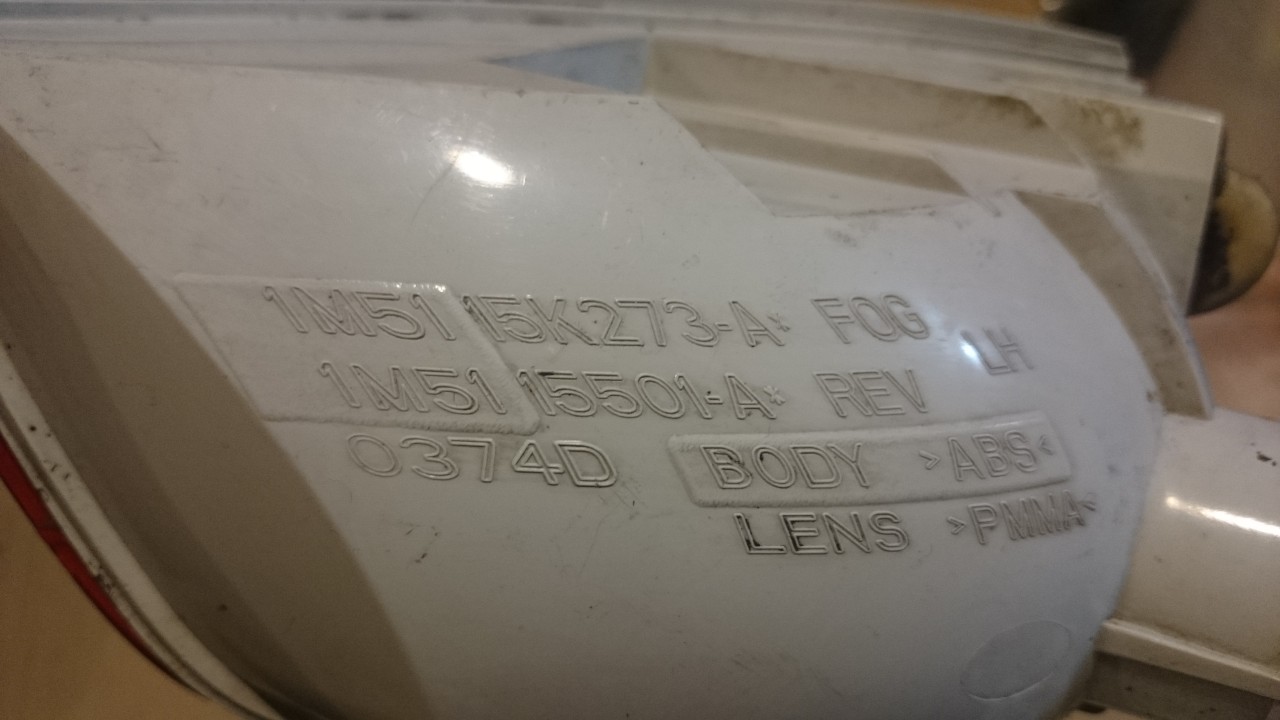 1M51 15K273-A* FOG
LH
1M51 15501-A* REV
0374D BODY >ABS<
LENS >PMMA<